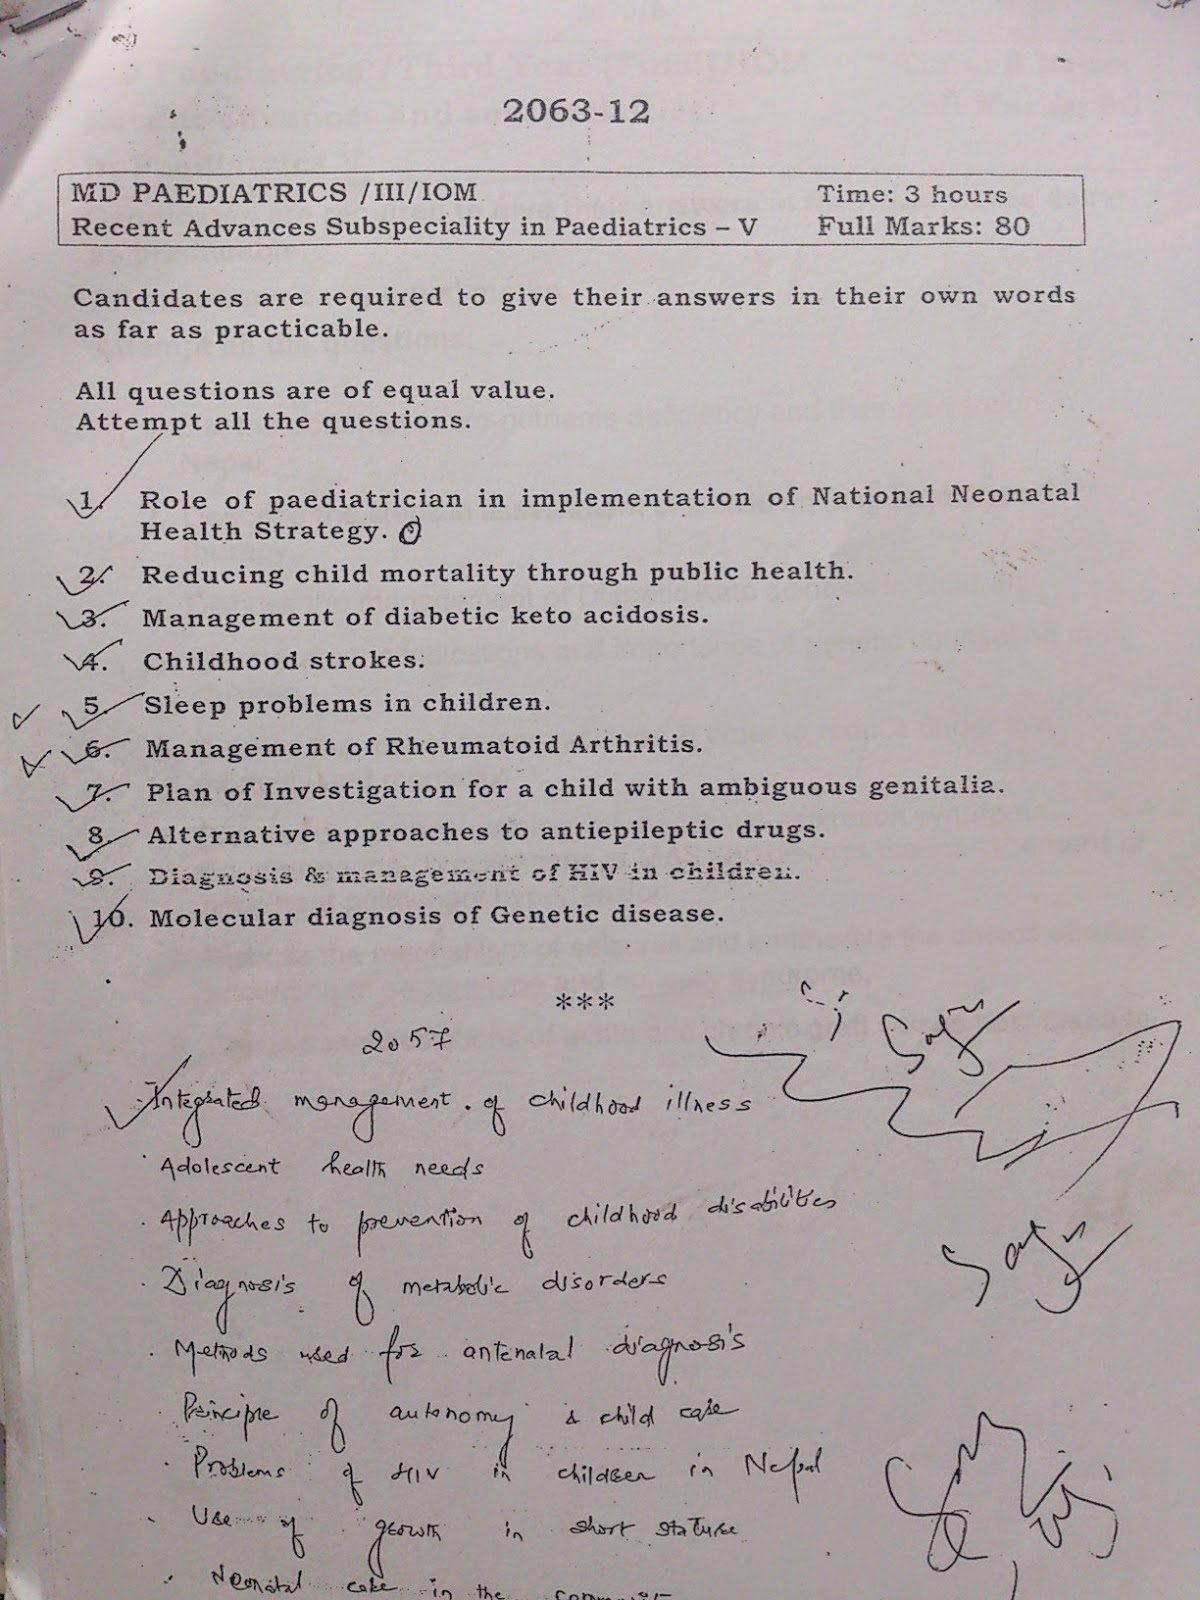 2063-12
MD PAEDIATRICS /III/IOM Time: 3 hours
Recent Advances Subspeciality in Paediatrics – V Full Marks: 80
Candidates are required to give their answers in their own words
as far as practicable.
All questions are of equal value.
Attempt all the questions.
1. Role of paediatrician in implementation of National Neonatal
Health Strategy.
2. Reducing child mortality through public health.
3. Management of diabetic keto acidosis.
4. Childhood strokes.
5. Sleep problems in children.
6. Management of Rheumatoid Arthritis.
7. Plan of Investigation for a child with ambiguous genitalia.
8. Alternative approaches to antiepileptic drugs.
9. Diagnosis & management of HIV in children.
10. Molecular diagnosis of Genetic disease.
***
2057
Integrated management of childhood illness
Adolescent health needs
Approaches to prevention of childhood disabilities
Diagnosis of metabolic disorders
Methods used for antenatal diagnosis
Principle of autonomy & child care
Problems of HIV in children in Nepal
Use of growth in short stature
Neonatal care in the